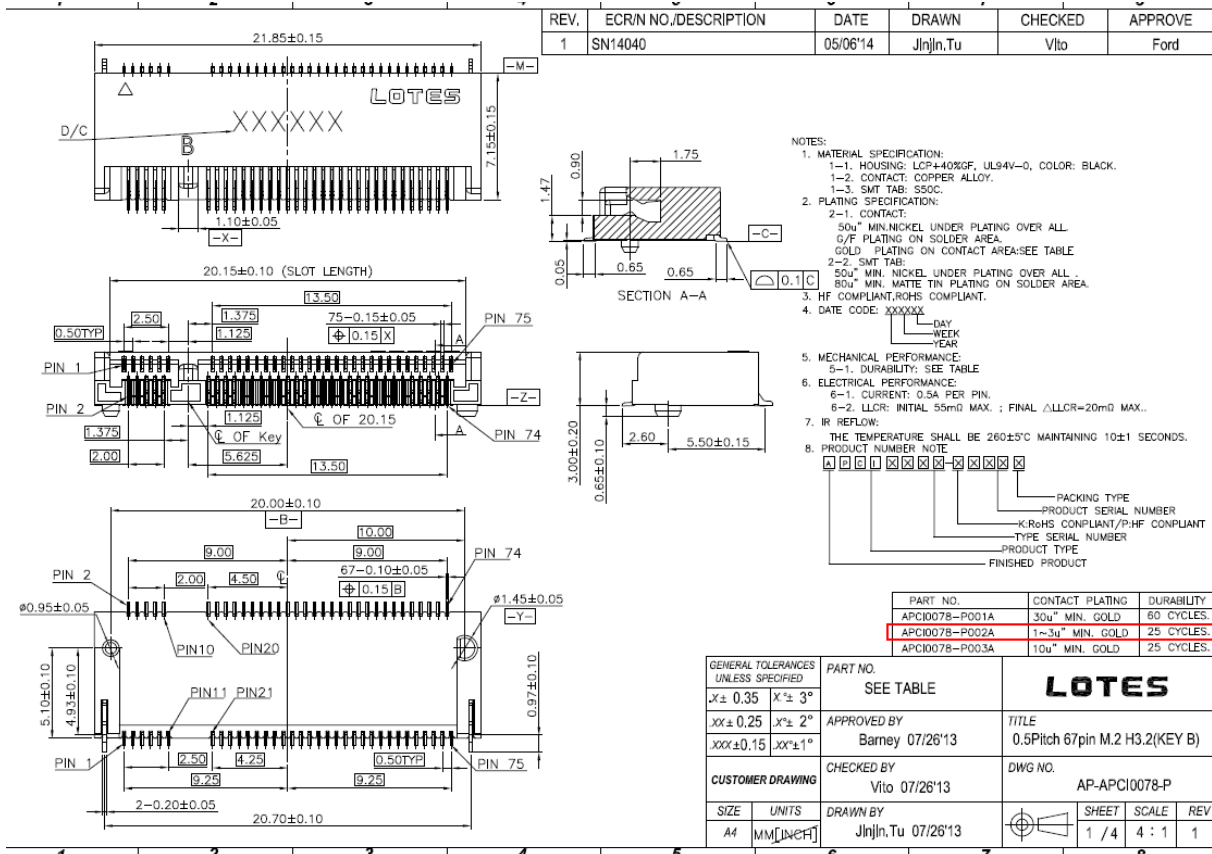 REV. ECR/N NO./DESCRIPTION DATE DRAWN CHECKED APPROVE
1 SN14040 05/06'14 JInjIn,Tu VIto Ford
21.85±0.15
-M-
LOTES
D/C
XXXXXX
B
7.15±0.15
1.10±0.05
-X-
0.90
1.75
1.47
-C-
0.05
0.65
0.65
0.1 C
SECTION A-A
20.15±0.10 (SLOT LENGTH)
13.50
2.50
1.375
75-0.15±0.05
PIN 75
0.50TYP
1.125
0.15 X
A
PIN 1
PIN 2
-Z-
1.125
℄ OF 20.15
A
PIN 74
1.375
℄ OF Key
2.00
5.625
13.50
3.00±0.20
0.65±0.10
2.60
5.50±0.15
NOTES:
1. MATERIAL SPECIFICATION:
1-1. HOUSING: LCP+40%GF, UL94V-0, COLOR: BLACK.
1-2. CONTACT: COPPER ALLOY.
1-3. SMT TAB: S50C.
2. PLATING SPECIFICATION:
2-1. CONTACT:
50u" MIN.NICKEL UNDER PLATING OVER ALL.
G/F PLATING ON SOLDER AREA.
GOLD PLATING ON CONTACT AREA:SEE TABLE
2-2. SMT TAB:
50u" MIN. NICKEL UNDER PLATING OVER ALL .
80u" MIN. MATTE TIN PLATING ON SOLDER AREA.
3. HF COMPLIANT,ROHS COMPLIANT.
4. DATE CODE: XXXXXX
DAY
WEEK
YEAR
5. MECHANICAL PERFORMANCE:
5-1. DURABILITY: SEE TABLE
6. ELECTRICAL PERFORMANCE:
6-1. CURRENT: 0.5A PER PIN.
6-2. LLCR: INITIAL 55mΩ MAX. ; FINAL △LLCR=20mΩ MAX..
7. IR REFLOW:
THE TEMPERATURE SHALL BE 260±5°C MAINTAINING 10±1 SECONDS.
8. PRODUCT NUMBER NOTE
A P C I X X X X - X X X X X
PACKING TYPE
PRODUCT SERIAL NUMBER
K:RoHS CONPLIANT/P:HF CONPLIANT
TYPE SERIAL NUMBER
PRODUCT TYPE
FINISHED PRODUCT
20.00±0.10
-B-
10.00
9.00
9.00
PIN 74
PIN 2
2.00
4.50
℄
67-0.10±0.05
0.15 B
ø0.95±0.05
ø1.45±0.05
-Y-
PIN10
PIN20
5.10±0.10
4.93±0.10
PIN11
PIN21
0.97±0.10
PIN 1
2.50
4.25
0.50TYP
PIN 75
9.25
9.25
2-0.20±0.05
20.70±0.10
PART NO. CONTACT PLATING DURABILITY
APCI0078-P001A 30u" MIN. GOLD 60 CYCLES.
APCI0078-P002A 1~3u" MIN. GOLD 25 CYCLES.
APCI0078-P003A 10u" MIN. GOLD 25 CYCLES.
GENERAL TOLERANCES
UNLESS SPECIFIED
.X± 0.35 X.°± 3°
.XX± 0.25 .X°± 2°
.XXX±0.15 .XX°±1°
CUSTOMER DRAWING
SIZE UNITS
A4 MM[INCH]
PART NO.
SEE TABLE
APPROVED BY
Barney 07/26'13
CHECKED BY
Vito 07/26'13
DRAWN BY
JInjIn,Tu 07/26'13
LOTES
TITLE
0.5Pitch 67pin M.2 H3.2(KEY B)
DWG NO.
AP-APCI0078-P
SHEET SCALE REV
1 / 4 4 : 1 1